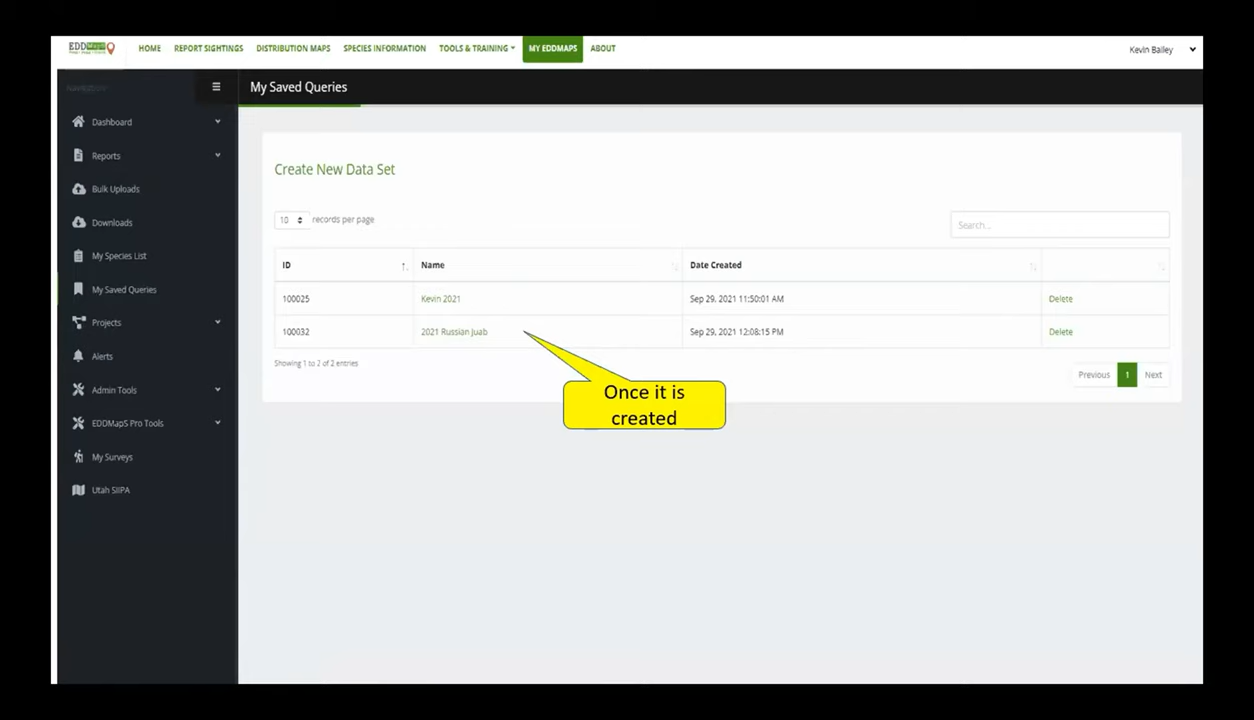 EDDMapS HOME REPORT SIGHTINGS DISTRIBUTION MAPS SPECIES INFORMATION TOOLS & TRAINING MY EDDMAPS ABOUT Kevin Bailey
Navigation My Saved Queries
Dashboard
Reports
Bulk Uploads
Downloads
My Species List
My Saved Queries
Projects
Alerts
Admin Tools
EDDMapS Pro Tools
My Surveys
Utah SIIPA
Create New Data Set
10 records per page Search...
ID Name Date Created
100025 Kevin 2021 Sep 29, 2021 11:50:01 AM Delete
100032 2021 Russian Juab Sep 29, 2021 12:08:15 PM Delete
Showing 1 to 2 of 2 entries
Previous 1 Next
Once it is
created